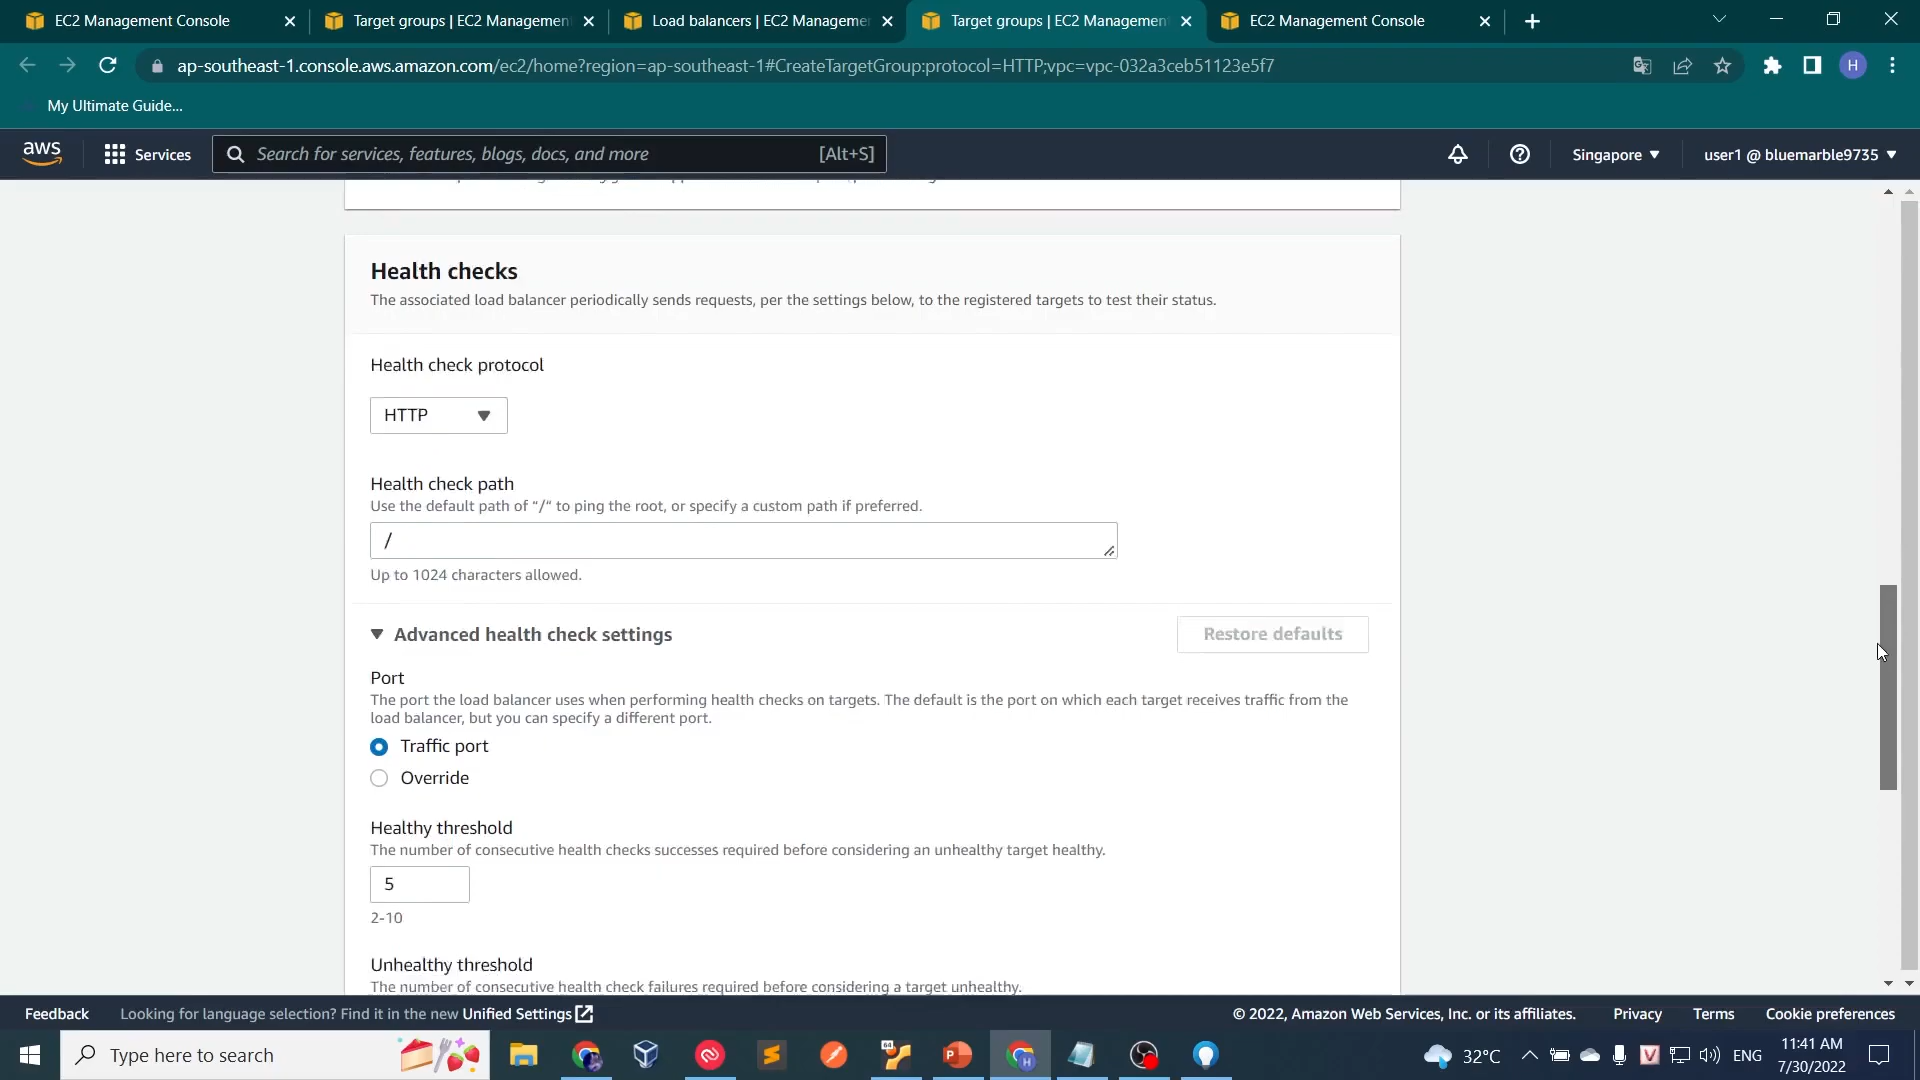 EC2 Management Console
Target groups | EC2 Management
Load balancers | EC2 Manageme
Target groups | EC2 Management
EC2 Management Console
ap-southeast-1.console.aws.amazon.com/ec2/home?region=ap-southeast-1#CreateTargetGroup:protocol=HTTP;vpc=vpc-032a3ceb51123e5f7
H
My Ultimate Guide...
aws
Services
Search for services, features, blogs, docs, and more
[Alt+S]
Singapore
user1 @ bluemarble9735
Health checks
The associated load balancer periodically sends requests, per the settings below, to the registered targets to test their status.
Health check protocol
HTTP
Health check path
Use the default path of "/" to ping the root, or specify a custom path if preferred.
/
Up to 1024 characters allowed.
Advanced health check settings
Restore defaults
Port
The port the load balancer uses when performing health checks on targets. The default is the port on which each target receives traffic from the
load balancer, but you can specify a different port.
Traffic port
Override
Healthy threshold
The number of consecutive health checks successes required before considering an unhealthy target healthy.
5
2-10
Unhealthy threshold
The number of consecutive health check failures required before considering a target unhealthy.
Feedback
Looking for language selection? Find it in the new Unified Settings
© 2022, Amazon Web Services, Inc. or its affiliates.
Privacy
Terms
Cookie preferences
Type here to search
32°C
ENG
11:41 AM
7/30/2022